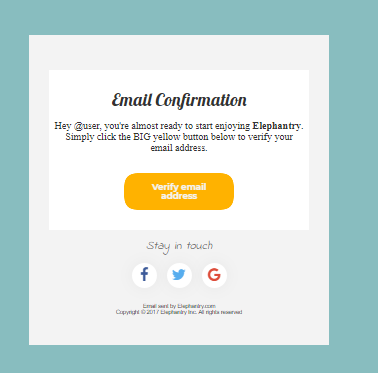 Email Confirmation
Hey @user, you're almost ready to start enjoying Elephantry.
Simply click the BIG yellow button below to verify your
email address.
Verify email
address
Stay in touch
f
G
Email sent by Elephantry.com
Copyright © 2017 Elephantry Inc. All rights reserved